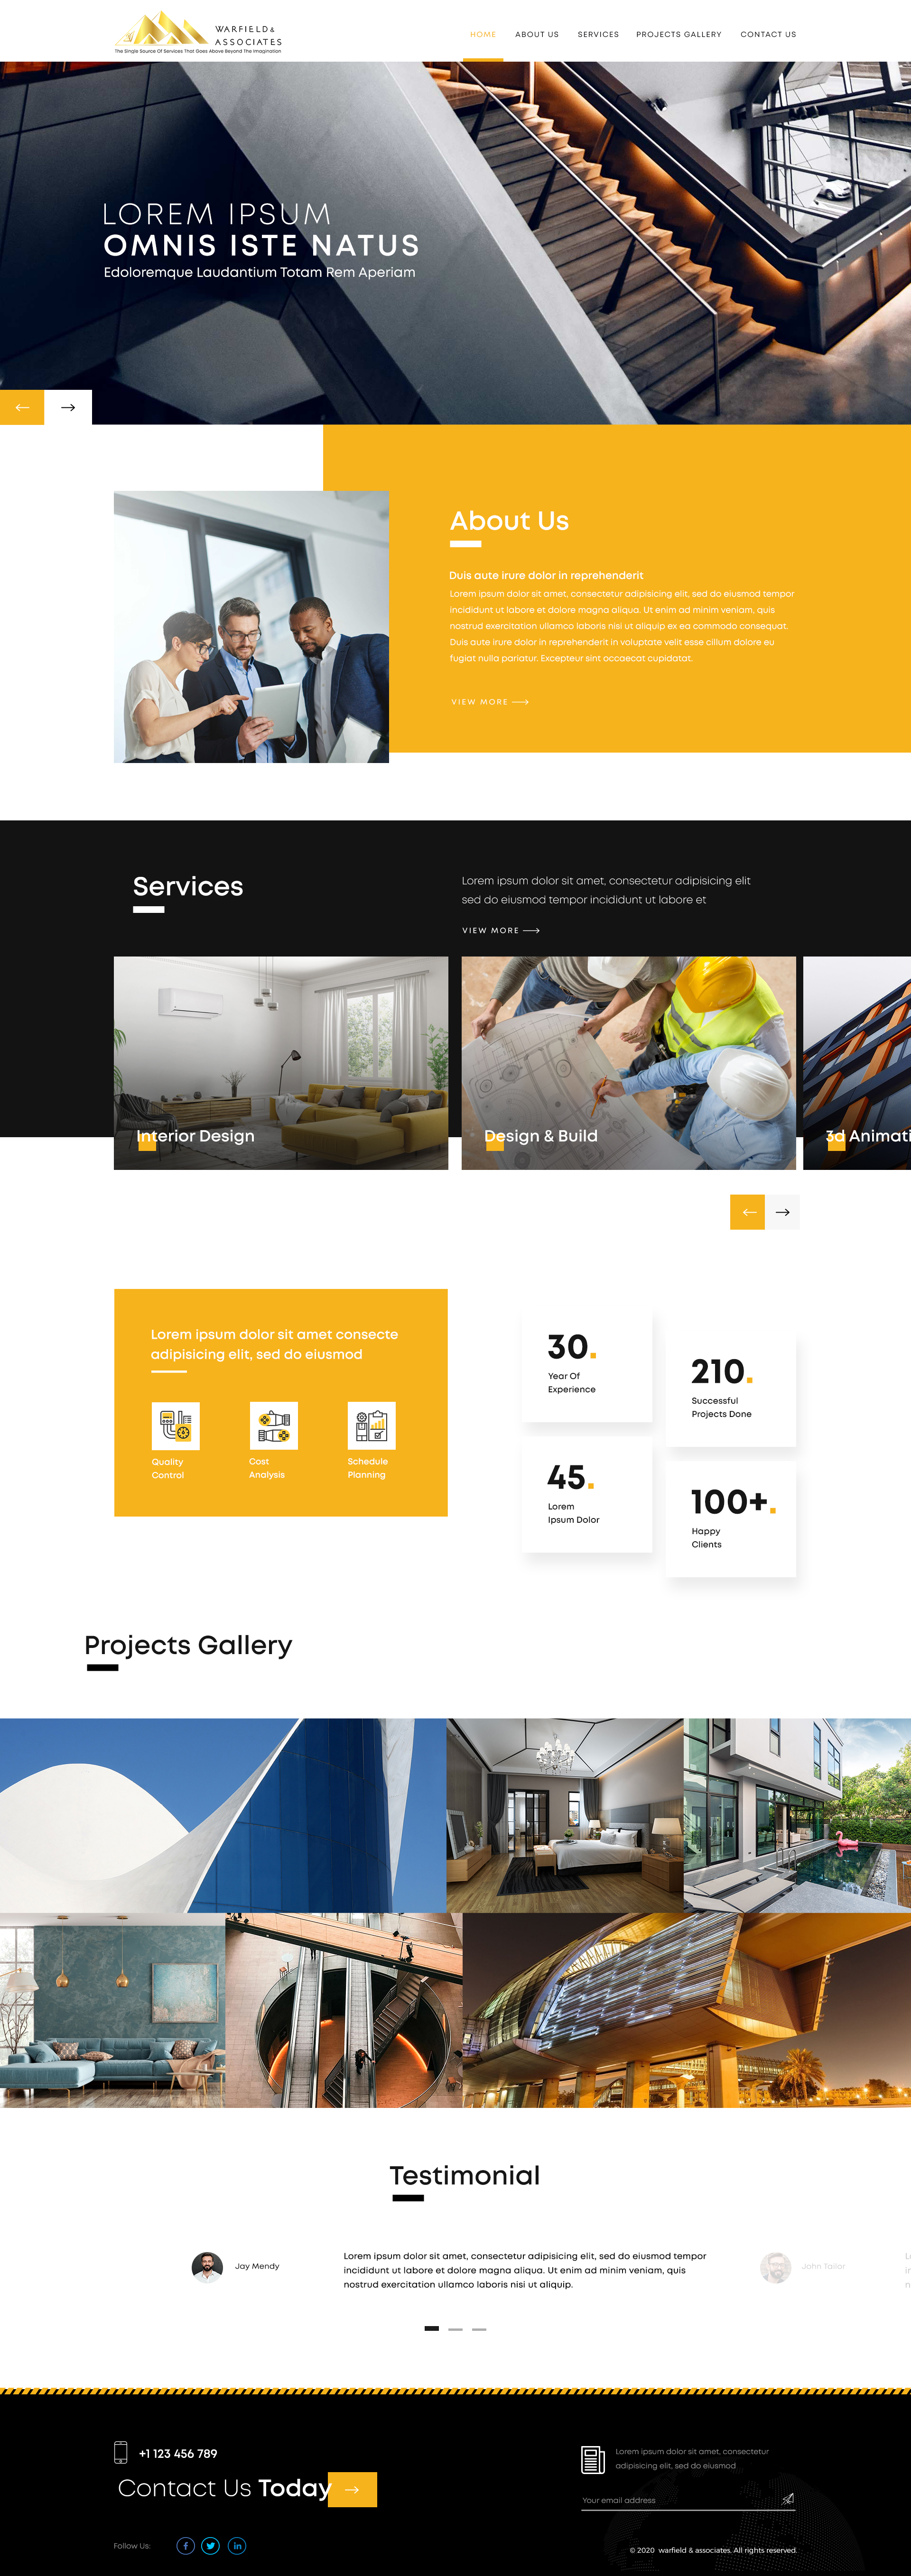 WARFIELD &
ASSOCIATES
The Single Source Of Services That Goes Above Beyond The Imagination
HOME
ABOUT US
SERVICES
PROJECTS GALLERY
CONTACT US
LOREM IPSUM
OMNIS ISTE NATUS
Edoloremque Laudantium Totam Rem Aperiam
About Us
Duis aute irure dolor in reprehenderit
Lorem ipsum dolor sit amet, consectetur adipisicing elit, sed do eiusmod tempor
incididunt ut labore et dolore magna aliqua. Ut enim ad minim veniam, quis
nostrud exercitation ullamco laboris nisi ut aliquip ex ea commodo consequat.
Duis aute irure dolor in reprehenderit in voluptate velit esse cillum dolore eu
fugiat nulla pariatur. Excepteur sint occaecat cupidatat.
VIEW MORE
Services
Lorem ipsum dolor sit amet, consectetur adipisicing elit
sed do eiusmod tempor incididunt ut labore et
VIEW MORE
Interior Design
Design & Build
3d Animati
Lorem ipsum dolor sit amet consecte
adipisicing elit, sed do eiusmod
Quality
Control
Cost
Analysis
Schedule
Planning
30.
Year Of
Experience
210.
Successful
Projects Done
45.
Lorem
Ipsum Dolor
100+.
Happy
Clients
Projects Gallery
Testimonial
Jay Mendy
Lorem ipsum dolor sit amet, consectetur adipisicing elit, sed do eiusmod tempor
incididunt ut labore et dolore magna aliqua. Ut enim ad minim veniam, quis
nostrud exercitation ullamco laboris nisi ut aliquip.
John Tailor
+1 123 456 789
Contact Us Today
Follow Us:
Lorem ipsum dolor sit amet, consectetur
adipisicing elit, sed do eiusmod
Your email address
© 2020 warfield & associates. All rights reserved.